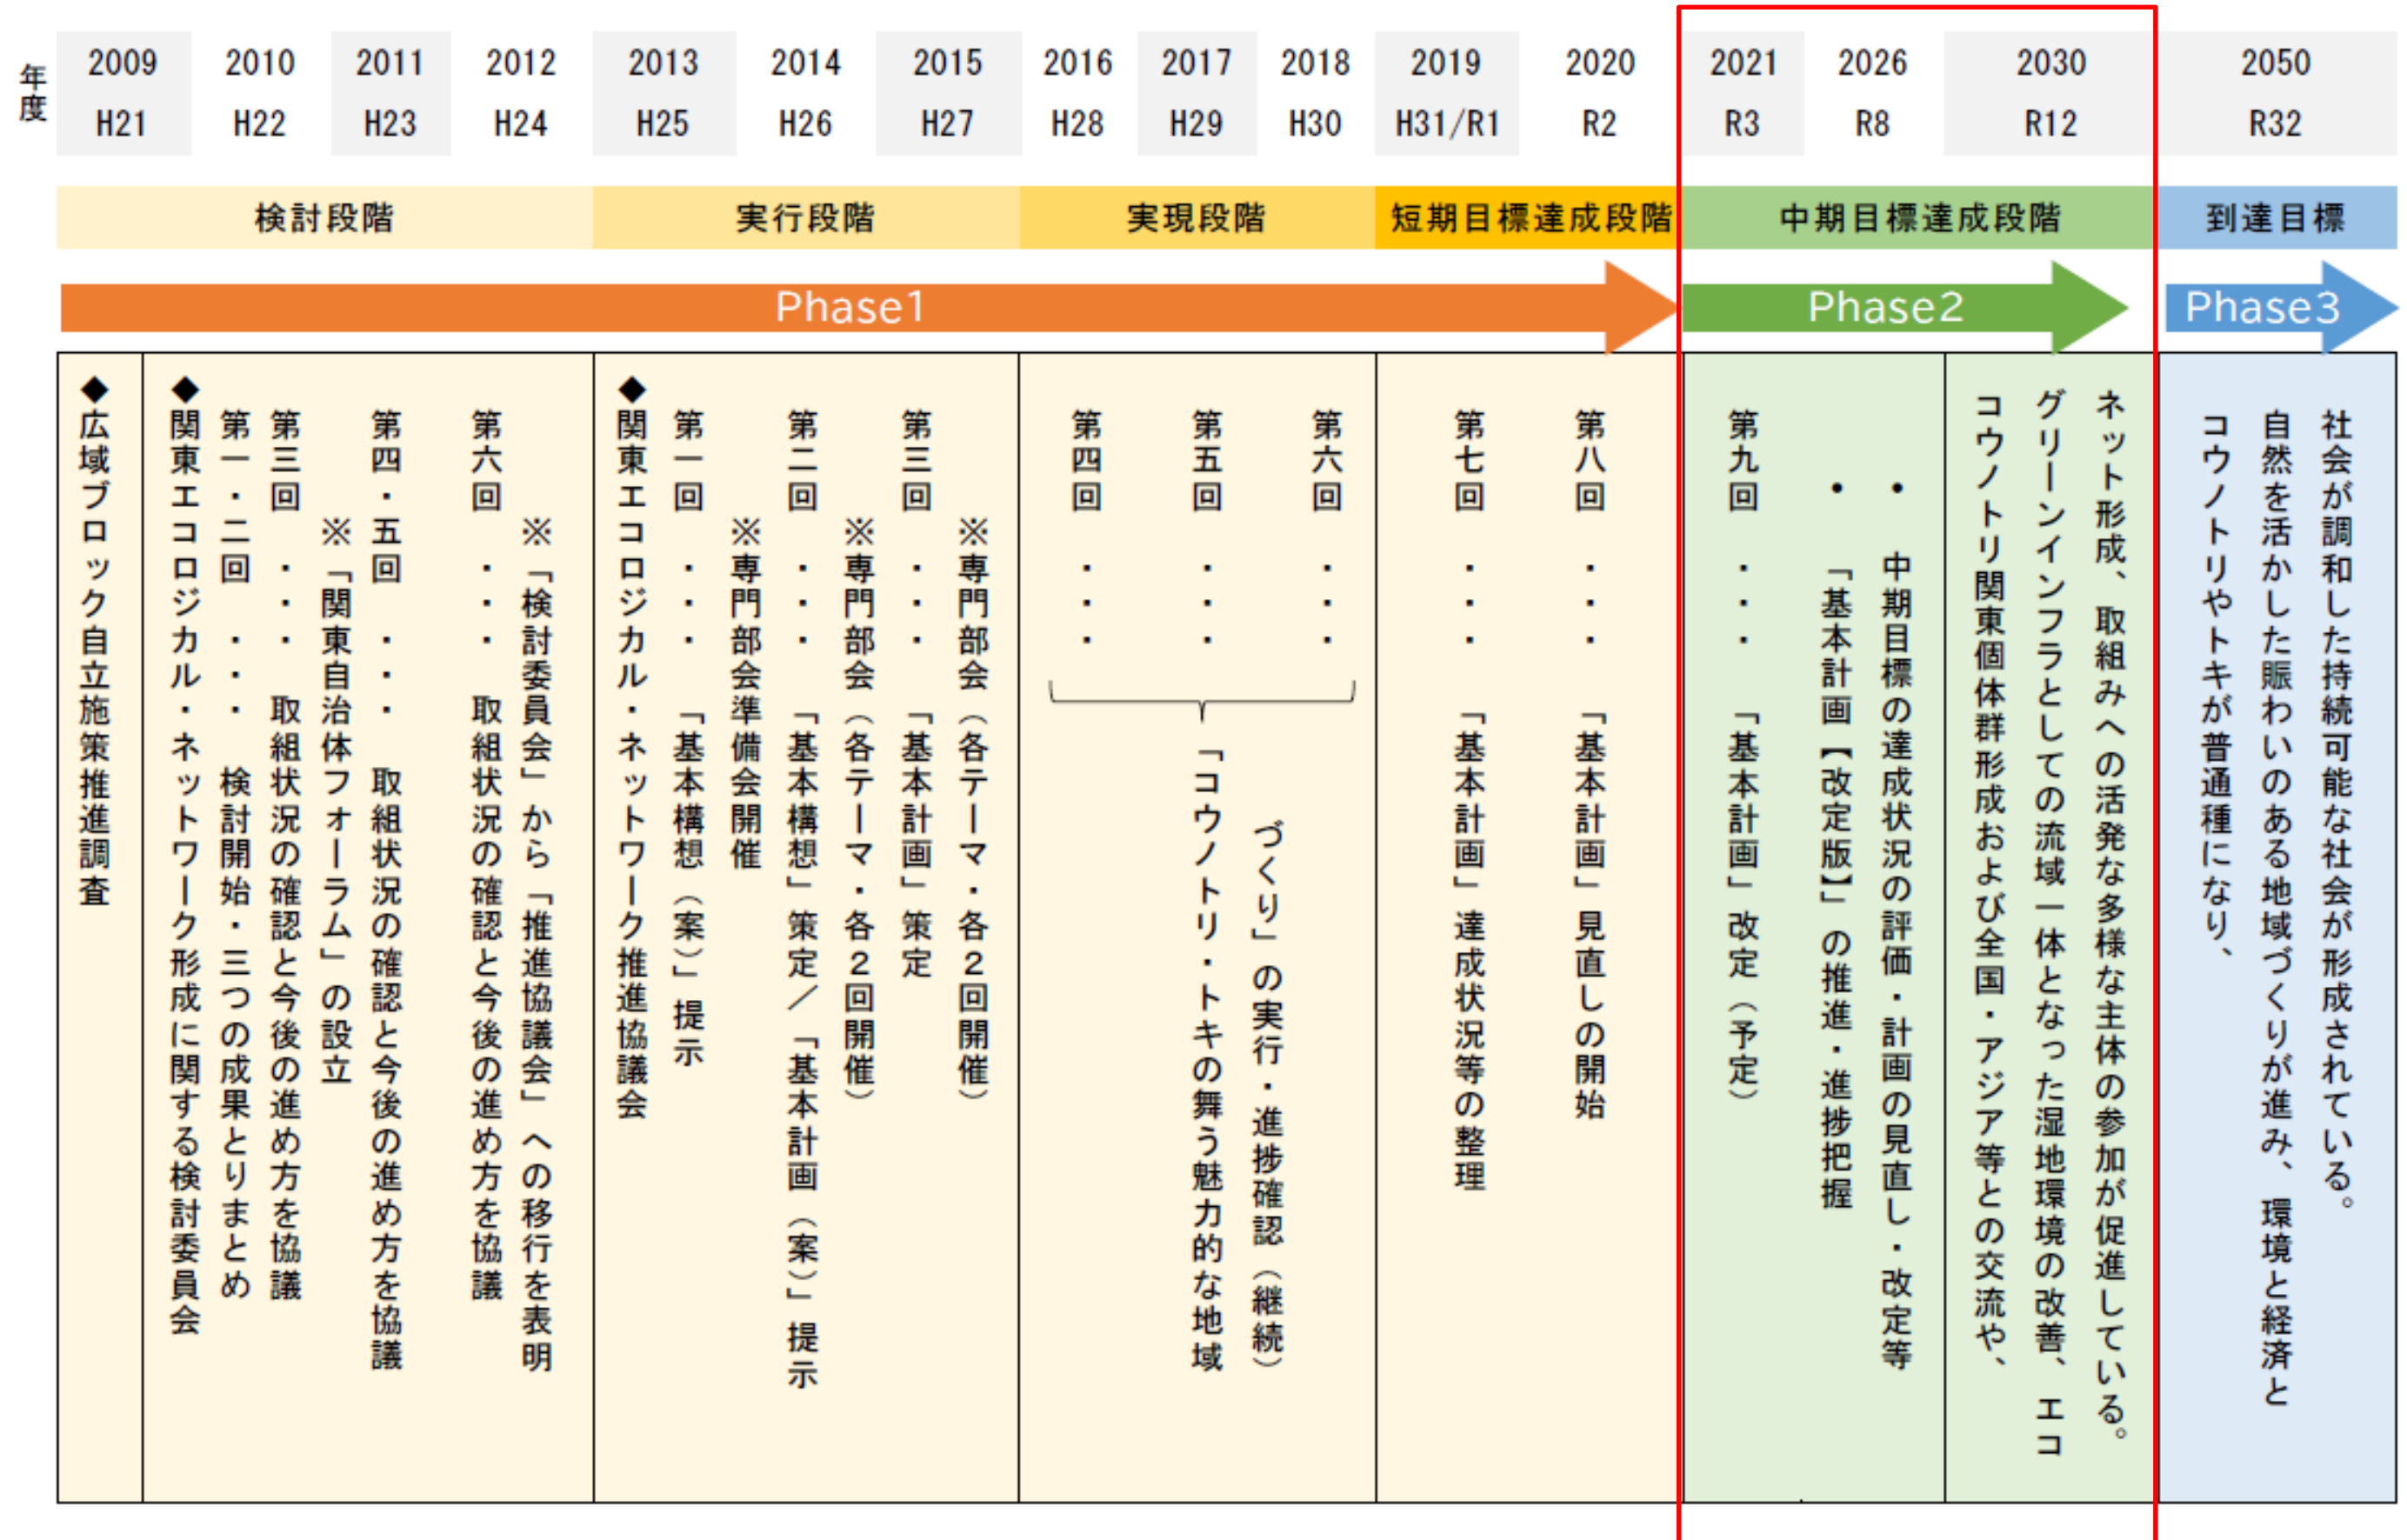 年度
2009 2010 2011 2012 2013 2014 2015 2016 2017 2018 2019 2020 2021 2026 2030 2050
H21 H22 H23 H24 H25 H26 H27 H28 H29 H30 H31/R1 R2 R3 R8 R12 R32
検討段階 実行段階 実現段階 短期目標達成段階 中期目標達成段階 到達目標
Phase1 Phase2 Phase3
◆広域ブロック自立施策推進調査
◆関東エコロジカル・ネットワーク形成に関する検討委員会
第一・二回 ・・・ 検討開始・三つの成果とりまとめ
第三回 ・・・ 取組状況の確認と今後の進め方を協議
※「関東自治体フォーラム」の設立
第四・五回 ・・・ 取組状況の確認と今後の進め方を協議
第六回 ・・・ 取組状況の確認と今後の進め方を協議
※「検討委員会」から「推進協議会」への移行を表明
◆関東エコロジカル・ネットワーク推進協議会
第一回 ・・・ 「基本構想（案）」提示
※専門部会準備会開催
第二回 ・・・ 「基本構想」策定／「基本計画（案）」提示
※専門部会（各テーマ・各2回開催）
第三回 ・・・ 「基本計画」策定
※専門部会（各テーマ・各2回開催）
第四回 ・・・
第五回 ・・・
第六回 ・・・
「コウノトリ・トキの舞う魅力的な地域
づくり」の実行・進捗確認（継続）
第七回 ・・・ 「基本計画」達成状況等の整理
第八回 ・・・ 「基本計画」見直しの開始
第九回 ・・・ 「基本計画」改定（予定）
・ 「基本計画【改定版】」の推進・進捗把握
・ 中期目標の達成状況の評価・計画の見直し・改定等
コウノトリ関東個体群形成および全国・アジア等との交流や、
グリーンインフラとしての流域一体となった湿地環境の改善、エコ
ネット形成、取組みへの活発な多様な主体の参加が促進している。
コウノトリやトキが普通種になり、
自然を活かした賑わいのある地域づくりが進み、環境と経済と
社会が調和した持続可能な社会が形成されている。